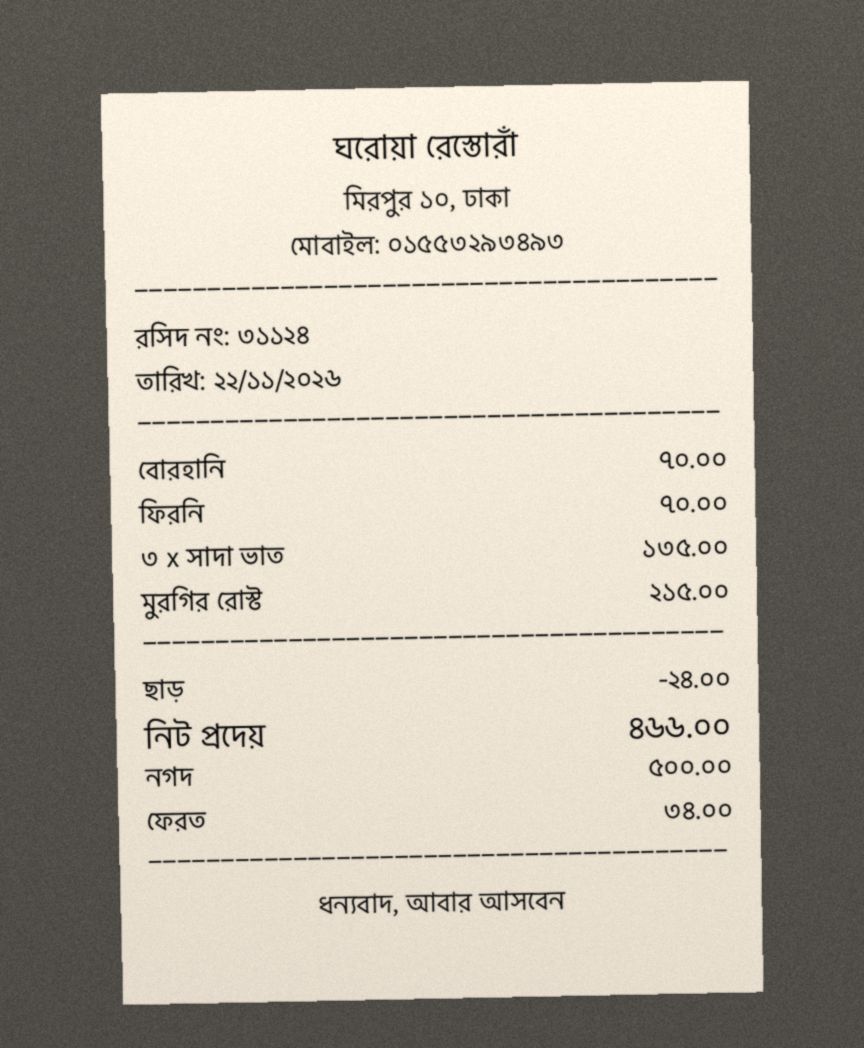 ঘরোয়া রেস্তোরাঁ
মিরপুর ১০, ঢাকা
মোবাইল: ০১৫৫৩২৯৩৪৯৩
রসিদ নং: ৩১১২৪
তারিখ: ২২/১১/২০২৬
বোরহানি ৭০.০০
ফিরনি ৭০.০০
৩ x সাদা ভাত ১৩৫.০০
মুরগির রোস্ট ২১৫.০০
ছাড় -২৪.০০
নিট প্রদেয় ৪৬৬.০০
নগদ ৫০০.০০
ফেরত ৩৪.০০
ধন্যবাদ, আবার আসবেন